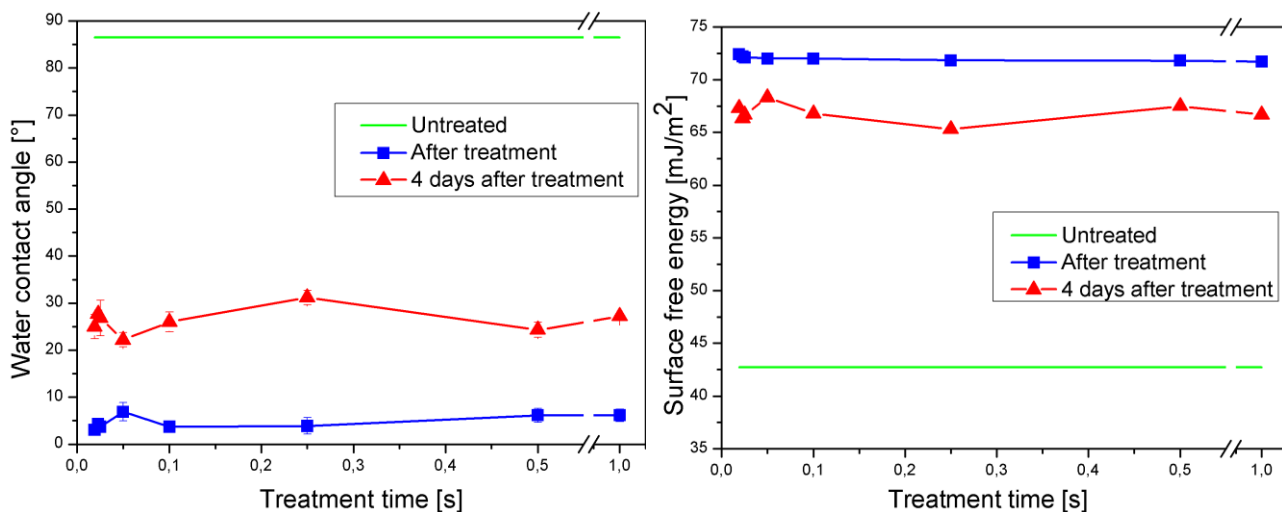 90
80
70
60
50
40
30
20
10
0
Water contact angle [°]
Untreated
After treatment
4 days after treatment
0,0 0,1 0,2 0,3 0,4 0,5 1,0
Treatment time [s]
75
70
65
60
55
50
45
40
35
Surface free energy [mJ/m²]
Untreated
After treatment
4 days after treatment
0,0 0,1 0,2 0,3 0,4 0,5 1,0
Treatment time [s]